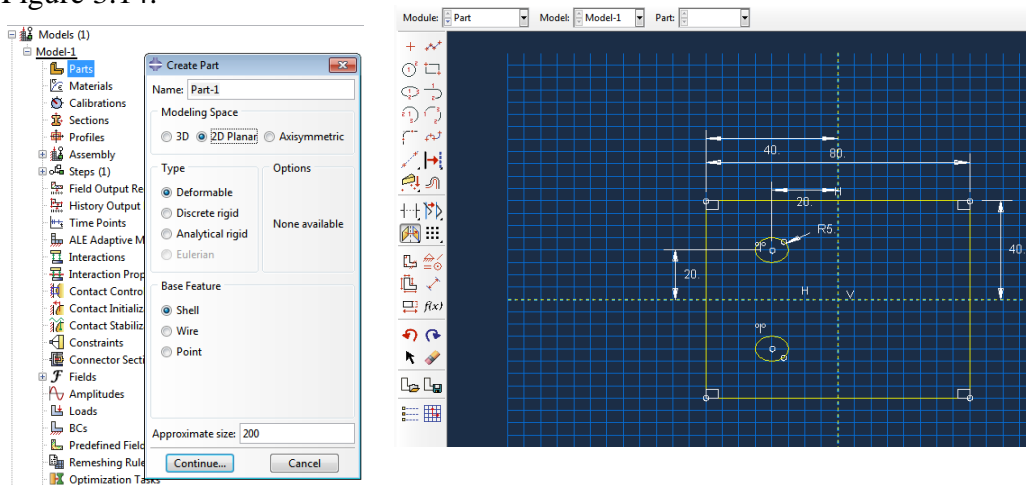 Figure 3.14.
Models (1)
Model-1
Parts
Materials
Calibrations
Sections
Profiles
Assembly
Steps (1)
Field Output Re
History Output
Time Points
ALE Adaptive M
Interactions
Interaction Prop
Contact Contro
Contact Initializ
Contact Stabiliz
Constraints
Connector Secti
Fields
Amplitudes
Loads
BCs
Predefined Field
Remeshing Rule
Optimization Tasks
Create Part
Name: Part-1
Modeling Space
3D 2D Planar Axisymmetric
Type
Deformable
Discrete rigid
Analytical rigid
Eulerian
Options
None available
Base Feature
Shell
Wire
Point
Approximate size: 200
Continue... Cancel
Module: Part Model: Model-1 Part:
f(x)
40.
80.
20.
R5
40.
20.
H
V
H